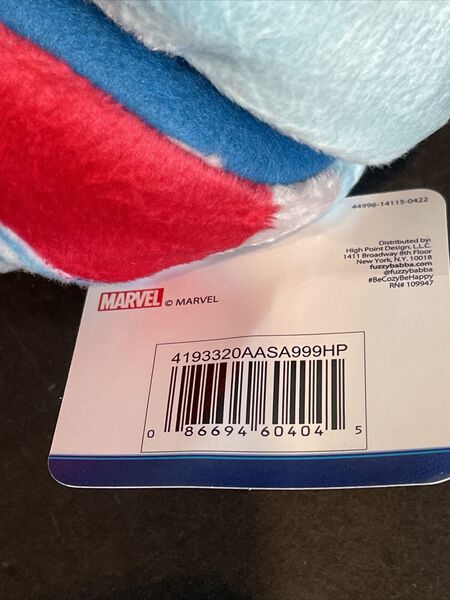 44996-14115-0422
Distributed by:
High Point Design, L.L.C.
1411 Broadway 8th Floor
New York, N.Y. 10018
fuzzybabba.com
@fuzzybabba
#BeCozyBeHappy
RN# 109947
MARVEL © MARVEL
4193320AASA999HP
0 86694 60404 5